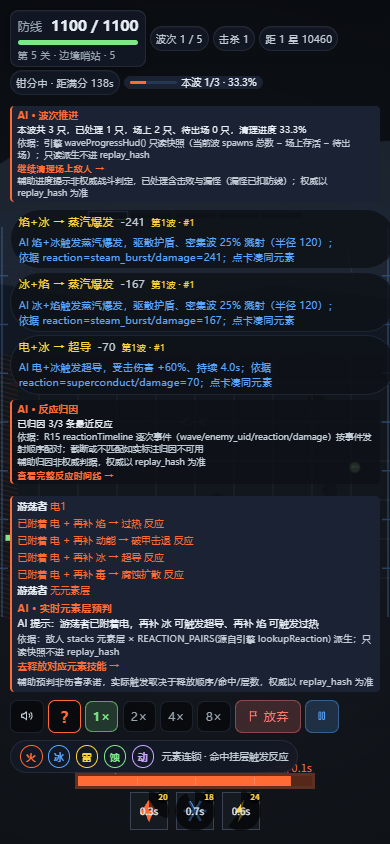 防线 1100 / 1100
第 5 关 · 边境哨站 · 5
波次 1 / 5
击杀 1
距 1 星 10460
钳分中 · 距满分 138s
本波 1/3 · 33.3%
AI · 波次推进
本波共 3 只，已处理 1 只，场上 2 只、待出场 0 只，清理进度 33.3%
依据：引擎 waveProgressHud() 只读快照（当前波 spawns 总数 − 场上存活 − 待出
场）；只读派生不进 replay_hash
继续清理场上敌人 →
辅助进度提示非权威战斗判定，已处理含击败与漏怪（漏怪已扣防线）；权威以
replay_hash 为准
焰+冰 → 蒸汽爆发 -241 第1波 · #1
AI 焰+冰触发蒸汽爆发，驱散护盾、密集波 25% 溅射（半径 120）；
依据 reaction=steam_burst/damage=241；点卡凑同元素
冰+焰 → 蒸汽爆发 -167 第1波 · #1
AI 冰+焰触发蒸汽爆发，驱散护盾、密集波 25% 溅射（半径 120）；
依据 reaction=steam_burst/damage=167；点卡凑同元素
电+冰 → 超导 -70 第1波 · #1
AI 电+冰触发超导，受击伤害 +60%、持续 4.0s；依据
reaction=superconduct/damage=70；点卡凑同元素
AI · 反应归因
已归因 3/3 条最近反应
依据：R15 reactionTimeline 逐次事件（wave/enemy_uid/reaction/damage）按事件发
射顺序配对；截断或不匹配如实标注归因不可用
辅助归因非权威判据，权威以 replay_hash 为准
查看完整反应时间线 →
游荡者 电1
已附着 电 + 再补 焰 → 过热 反应
已附着 电 + 再补 动能 → 破甲击退 反应
已附着 电 + 再补 冰 → 超导 反应
已附着 电 + 再补 毒 → 腐蚀扩散 反应
游荡者 无元素层
AI · 实时元素层预判
AI 提示：游荡者已附着电，再补 冰 可触发超导、再补 焰 可触发过热
依据：敌人 stacks 元素层 × REACTION_PAIRS(源自引擎 lookupReaction) 派生；只
读快照不进 replay_hash
去释放对应元素技能 →
辅助预判非伤害承诺，实际触发取决于释放顺序/命中/层数，权威以 replay_hash 为准
?
1×
2×
4×
8×
放弃
火 冰 雷 蚀 动 元素连锁 · 命中挂层触发反应
0.1s
20 18 24
0.3s 0.7s 0.6s